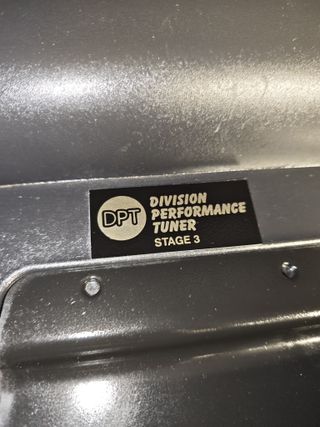 DPT
DIVISION
PERFORMANCE
TUNER
STAGE 3